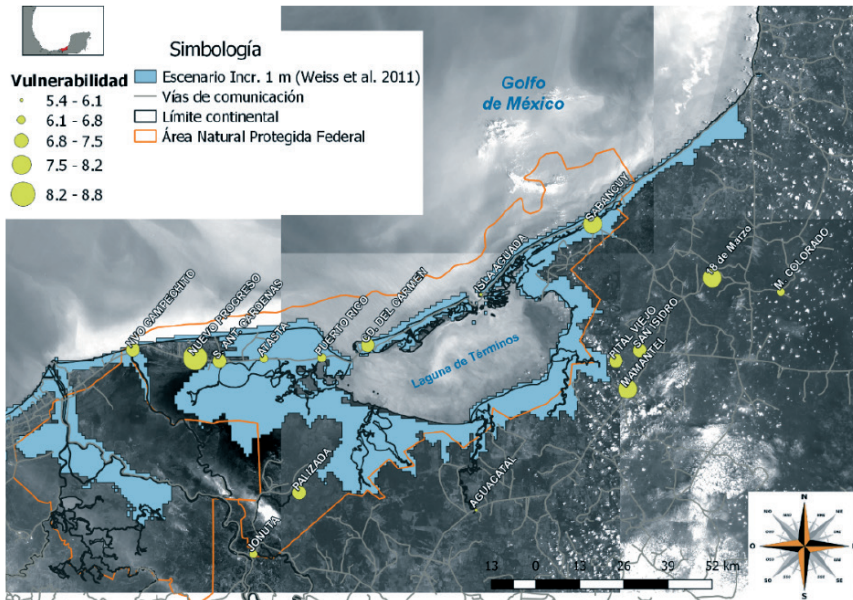 Simbología
Vulnerabilidad
5.4 - 6.1
6.1 - 6.8
6.8 - 7.5
7.5 - 8.2
8.2 - 8.8
Escenario Incr. 1 m (Weiss et al. 2011)
Vías de comunicación
Límite continental
Área Natural Protegida Federal
Golfo
de México
SABANCUY
18 de Marzo
M. COLORADO
ISLA AGUADA
CD. DEL CARMEN
PUERTO RICO
ATASTA
S. ANT. CARDENAS
NUEVO PROGRESO
NVO CAMPECHITO
Laguna de Términos
PITAL VIEJO
SAN ISIDRO
MAMANTEL
PALIZADA
AGUACATAL
JONUTA
13 0 13 26 39 52 km
N
O
E
S